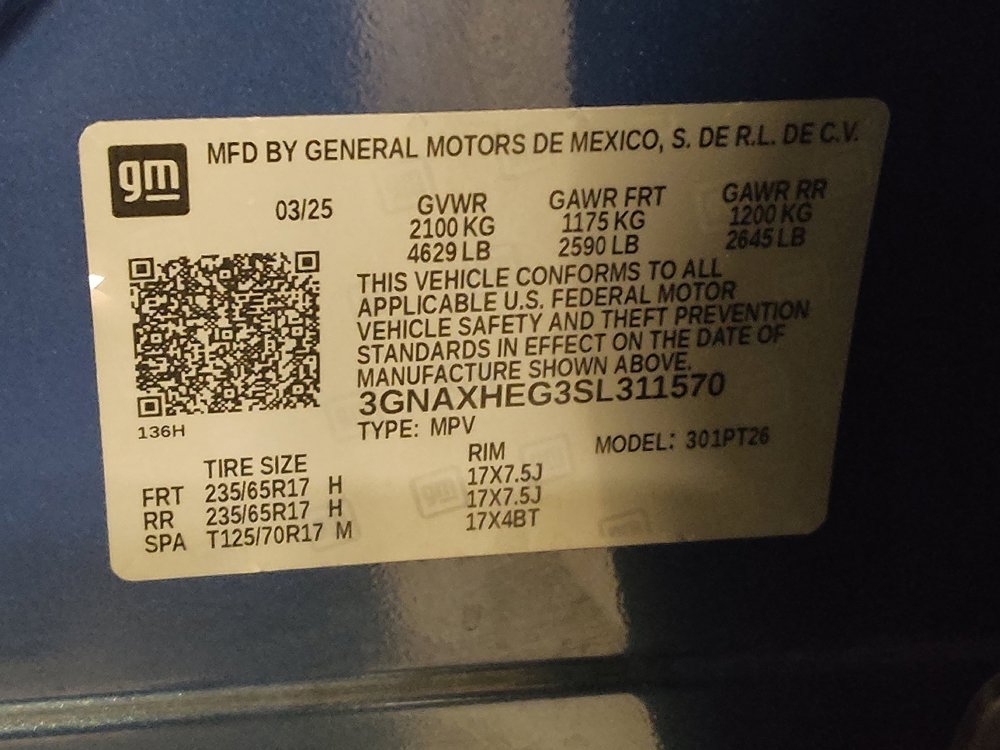 gm
MFD BY GENERAL MOTORS DE MEXICO, S. DE R.L. DE C.V.
03/25 GVWR GAWR FRT GAWR RR
2100 KG 1175 KG 1200 KG
4629 LB 2590 LB 2645 LB
THIS VEHICLE CONFORMS TO ALL
APPLICABLE U.S. FEDERAL MOTOR
VEHICLE SAFETY AND THEFT PREVENTION
STANDARDS IN EFFECT ON THE DATE OF
MANUFACTURE SHOWN ABOVE.
3GNAXHEG3SL311570
136H
TYPE: MPV MODEL: 301PT26
TIRE SIZE RIM
FRT 235/65R17 H 17X7.5J
RR 235/65R17 H 17X7.5J
SPA T125/70R17 M 17X4BT